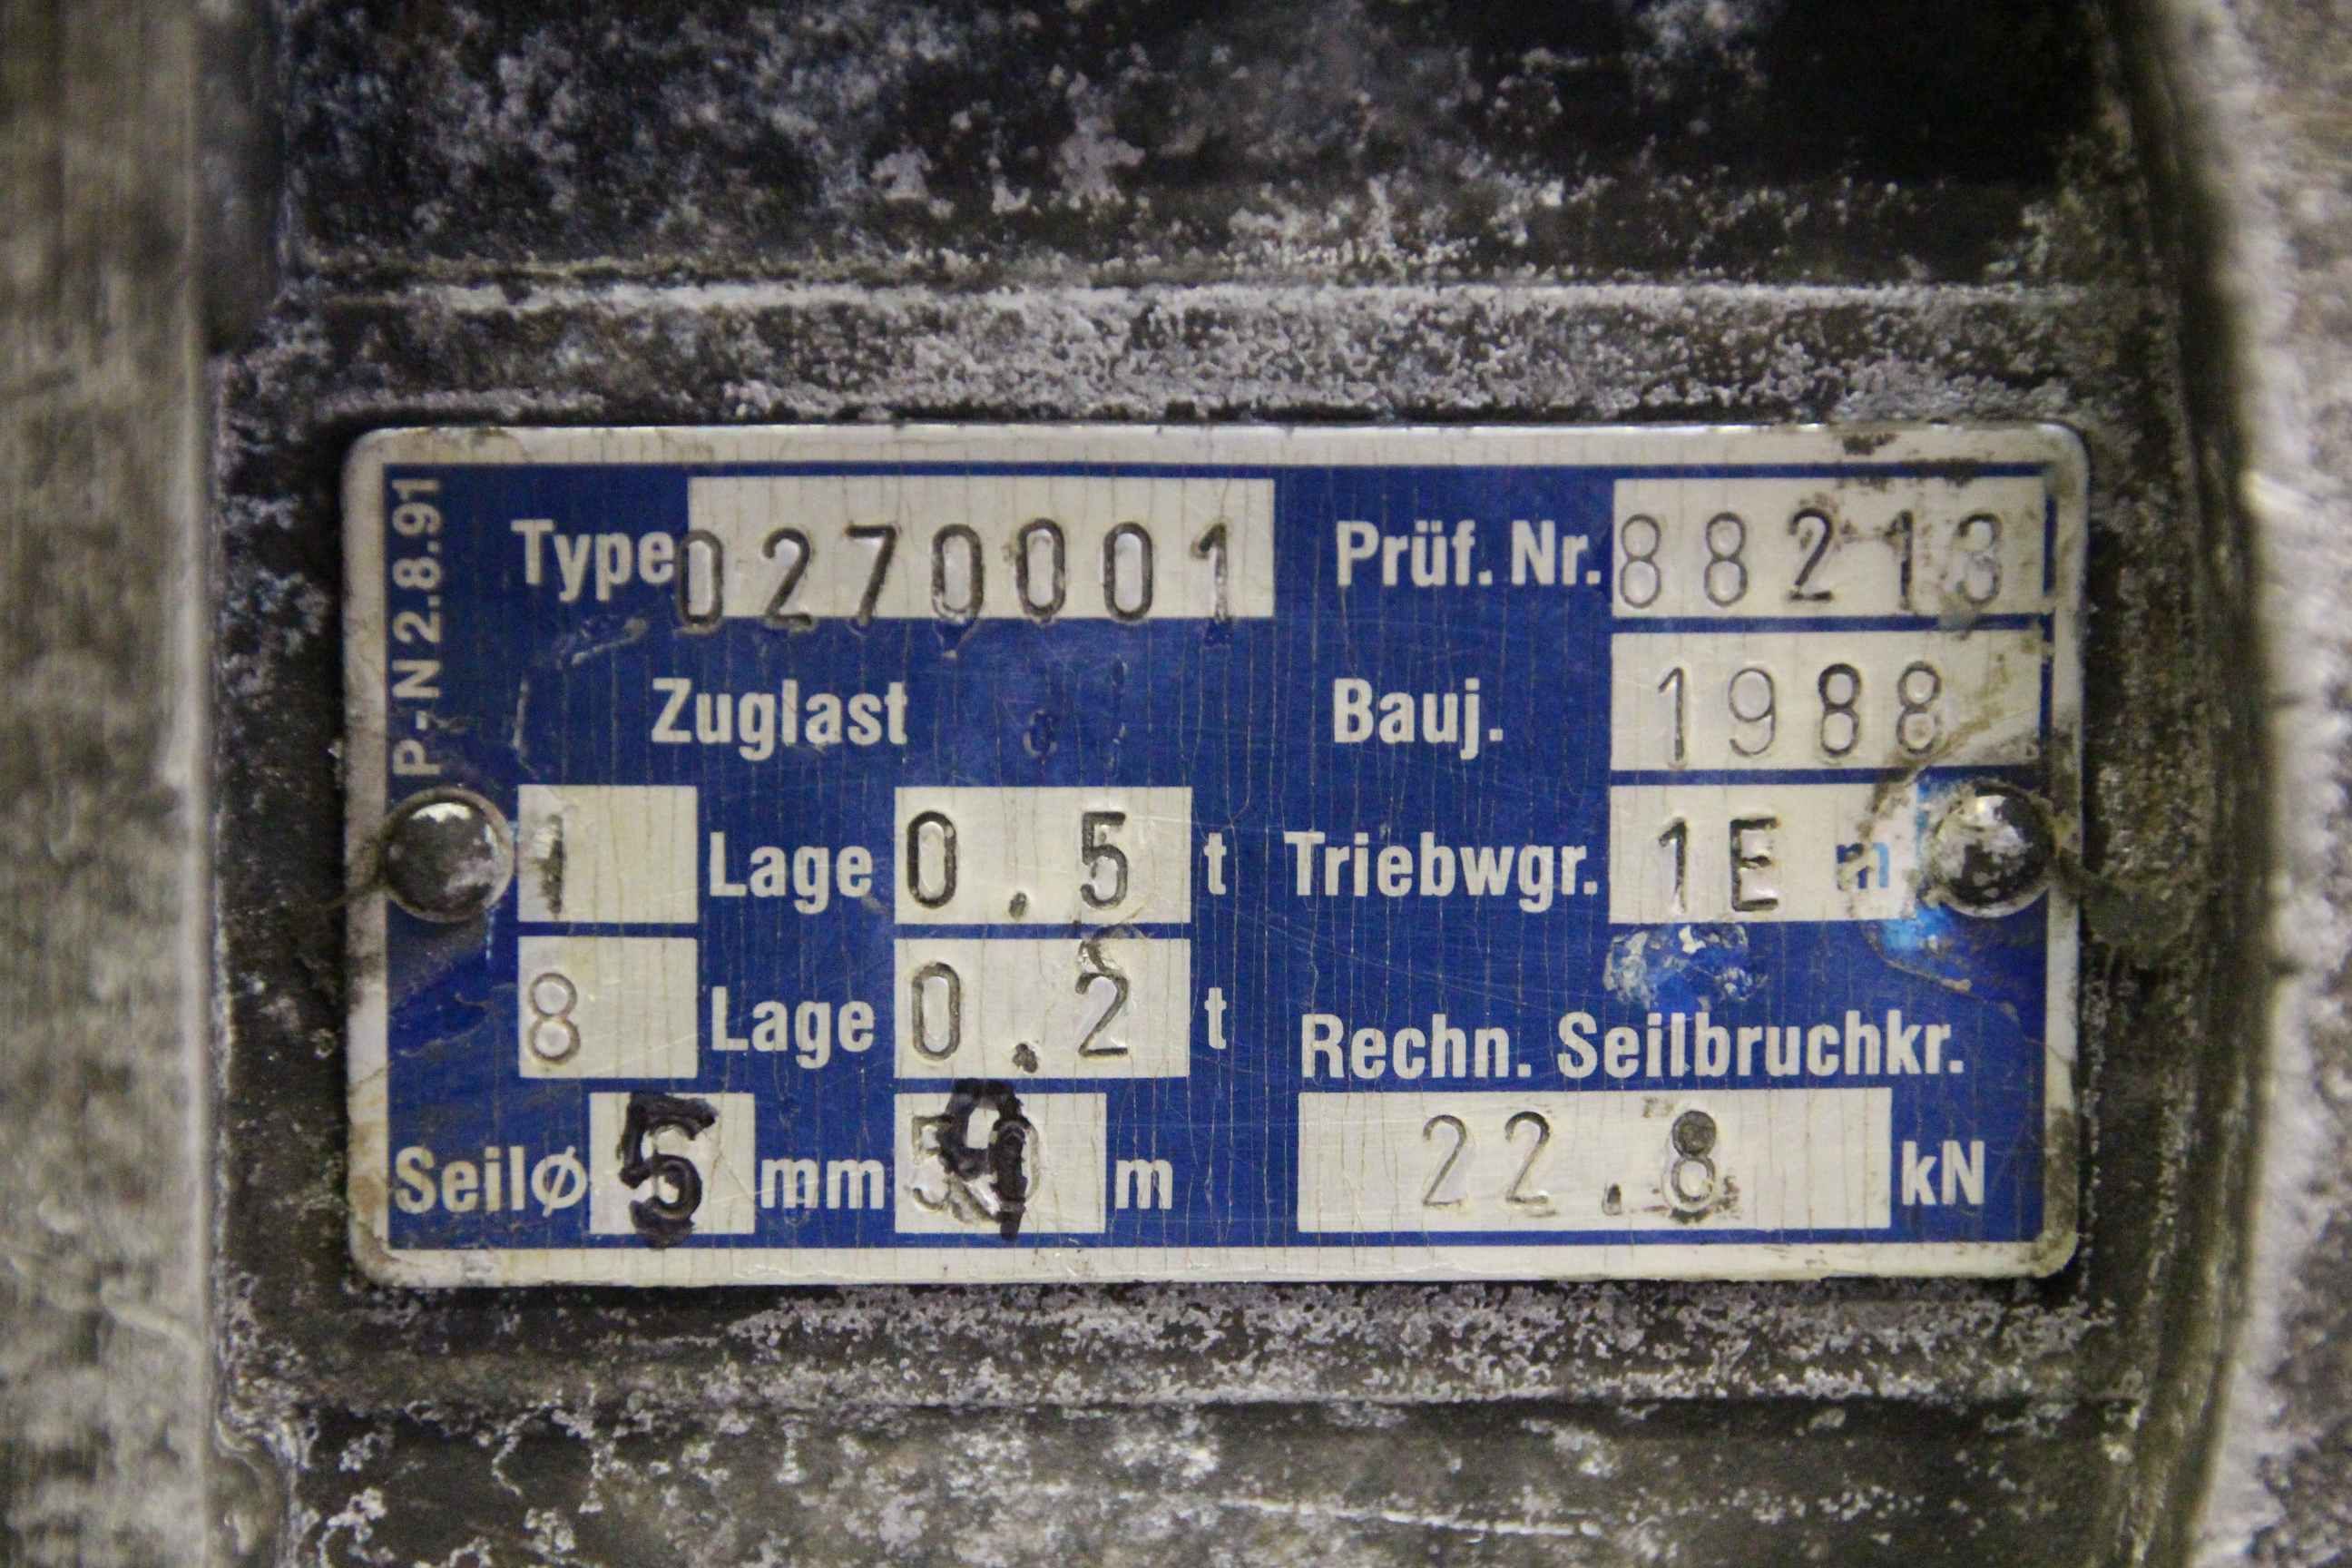 P-N 2.8.91
Type 0270001 Prüf. Nr. 88213
Zuglast Bauj. 1988
1 Lage 0.5 t Triebwgr. 1E m
8 Lage 0.2 t
Rechn. Seilbruchkr.
Seilø 5 mm m 22.8 kN